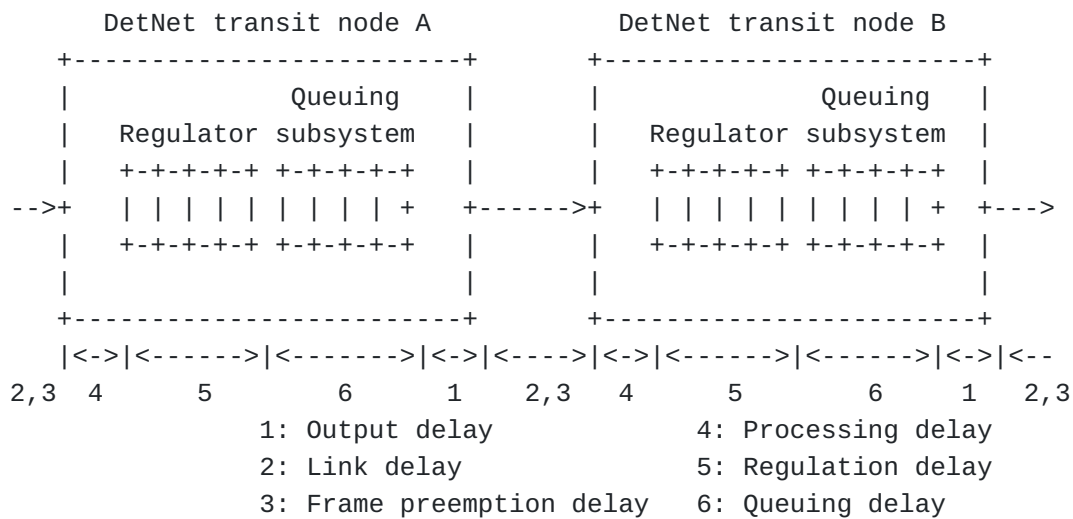 DetNet transit node A            DetNet transit node B
   +-------------------------+       +------------------------+
   |              Queuing    |       |              Queuing   |
   |   Regulator subsystem   |       |   Regulator subsystem  |
   |   +-+-+-+-+ +-+-+-+-+   |       |   +-+-+-+-+ +-+-+-+-+  |
-->+   | | | | | | | | | +   +------>+   | | | | | | | | | +  +--->
   |   +-+-+-+-+ +-+-+-+-+   |       |   +-+-+-+-+ +-+-+-+-+  |
   |                         |       |                        |
   +-------------------------+       +------------------------+
   |<->|<------>|<------->|<->|<---->|<->|<------>|<------>|<->|<--
2,3  4      5        6      1    2,3   4      5        6     1   2,3
                1: Output delay             4: Processing delay
                2: Link delay               5: Regulation delay
                3: Frame preemption delay   6: Queuing delay